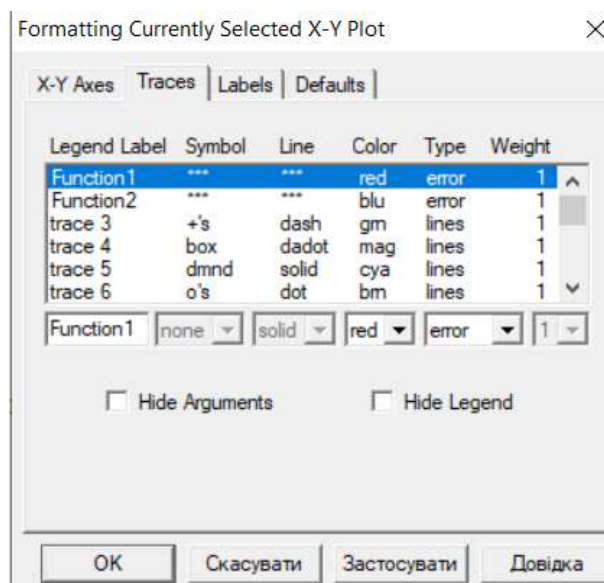 Formatting Currently Selected X-Y Plot
X-Y Axes Traces Labels Defaults
Legend Label Symbol Line Color Type Weight
Function1 *** *** red error 1
Function2 *** *** blu error 1
trace 3 +'s dash grn lines 1
trace 4 box dadot mag lines 1
trace 5 dmnd solid cya lines 1
trace 6 o's dot brn lines 1
Function1 none solid red error 1
Hide Arguments Hide Legend
OK Скасувати Застосувати Довідка